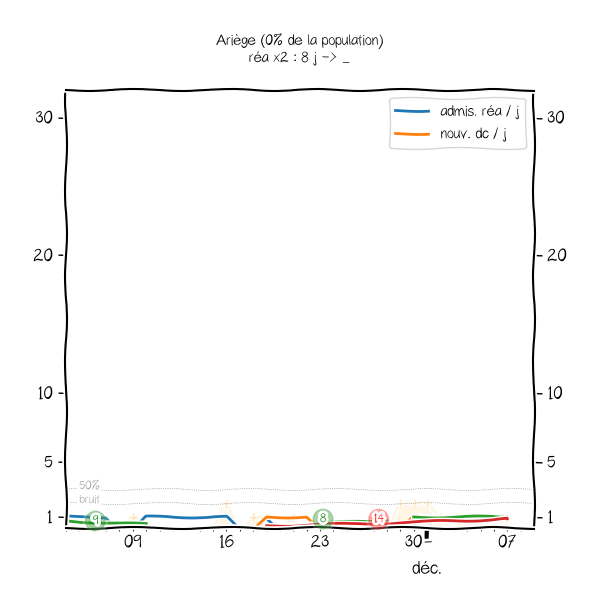 Ariège (0% de la population)
réa x2 : 8 j -> _
admis. réa / j
nouv. dc / j
30 30
20 20
10 10
5 5
50%
bruit
1 1
9 8 14
09 16 23 30 07
déc.